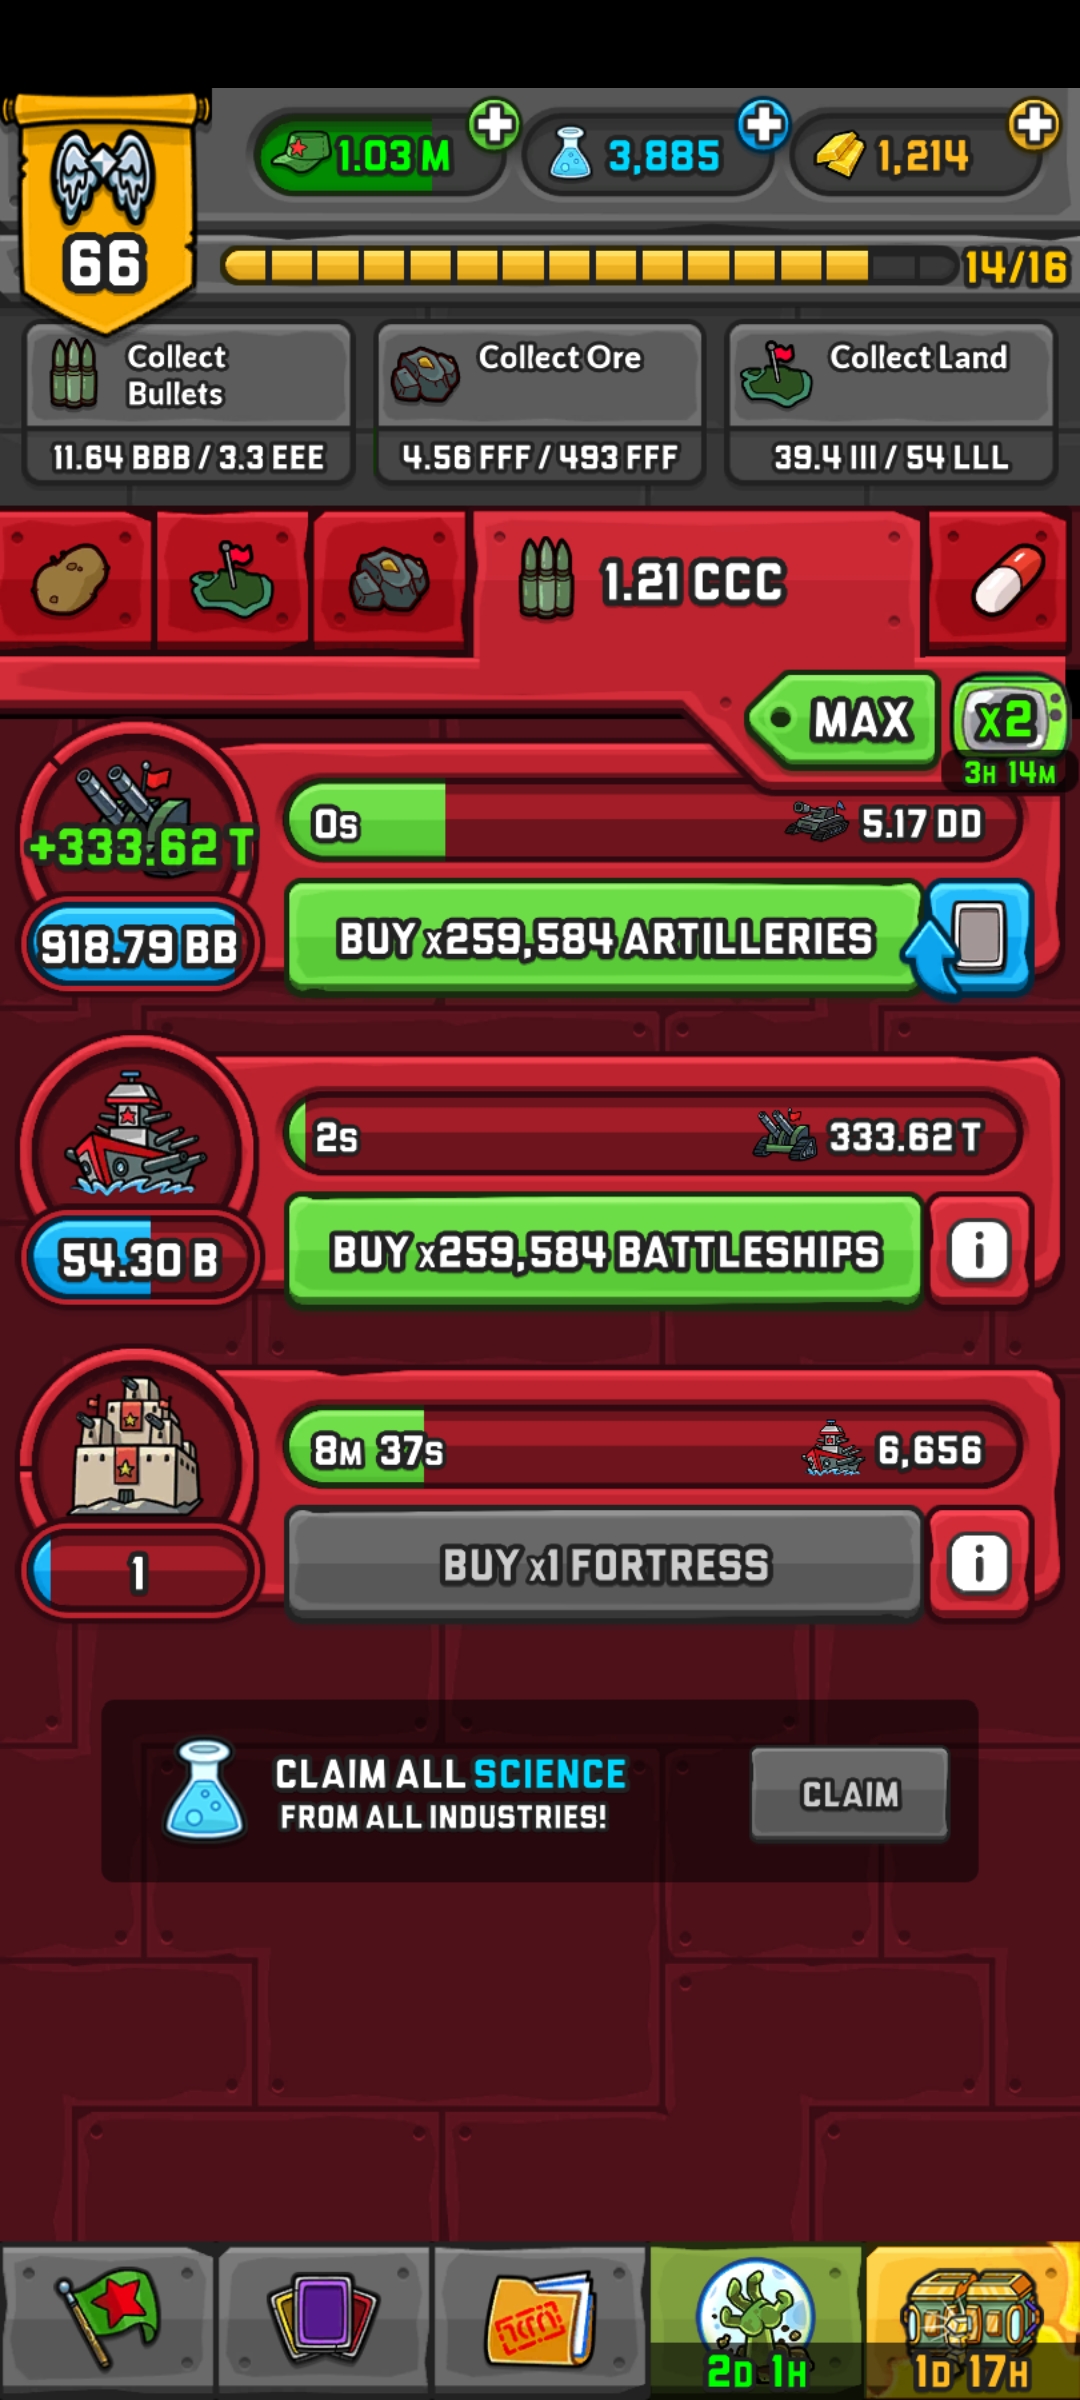 1.03 M
3,885
1,214
66
14/16
Collect
Bullets
11.64 BBB / 3.3 EEE
Collect Ore
4.56 FFF / 493 FFF
Collect Land
39.4 III / 54 LLL
1.21 CCC
MAX
x2
3H 14M
+333.62 T
0s
5.17 DD
918.79 BB
BUY x259,584 ARTILLERIES
2s
333.62 T
54.30 B
BUY x259,584 BATTLESHIPS
i
8M 37s
6,656
1
BUY x1 FORTRESS
i
CLAIM ALL SCIENCE
FROM ALL INDUSTRIES!
CLAIM
2D 1H
1D 17H